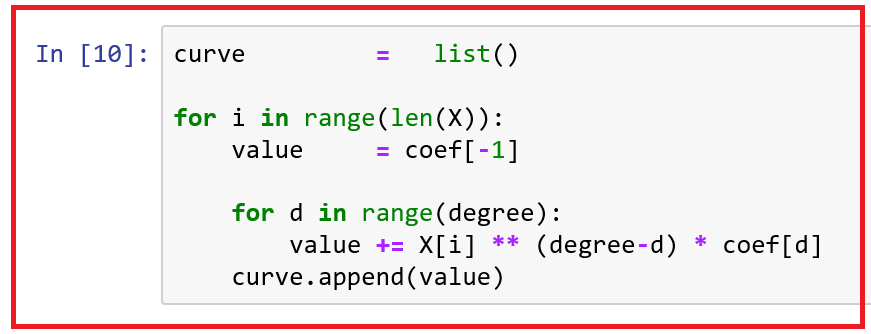 In [10]: curve         =   list()
for i in range(len(X)):
    value     = coef[-1]
    for d in range(degree):
        value += X[i] ** (degree-d) * coef[d]
    curve.append(value)